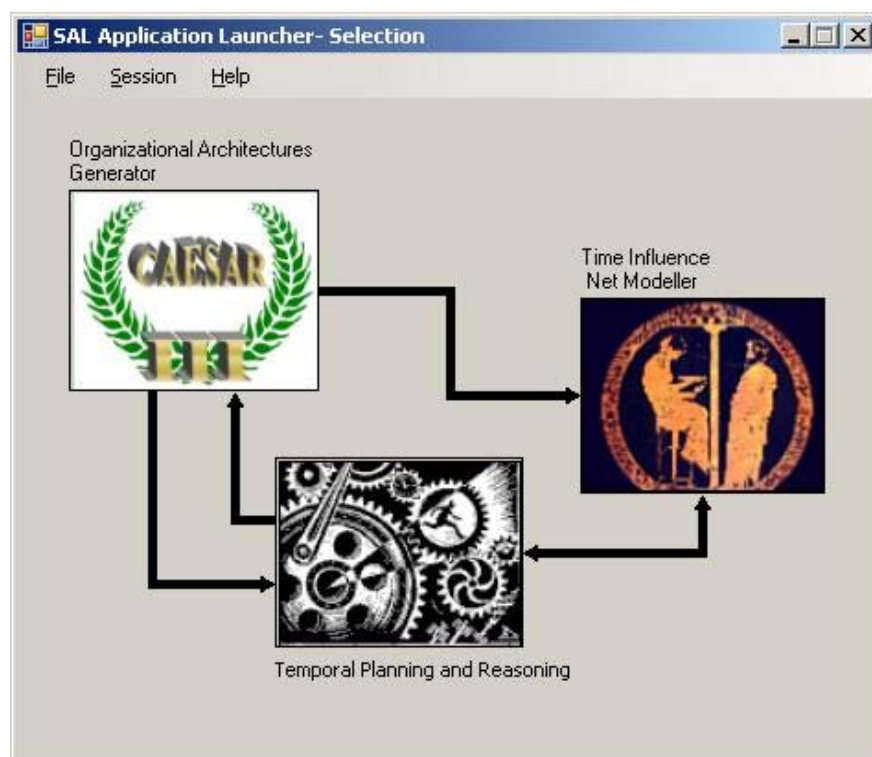 SAL Application Launcher- Selection
File Session Help
Organizational Architectures
Generator
CAESAR
III
Time Influence
Net Modeller
Temporal Planning and Reasoning